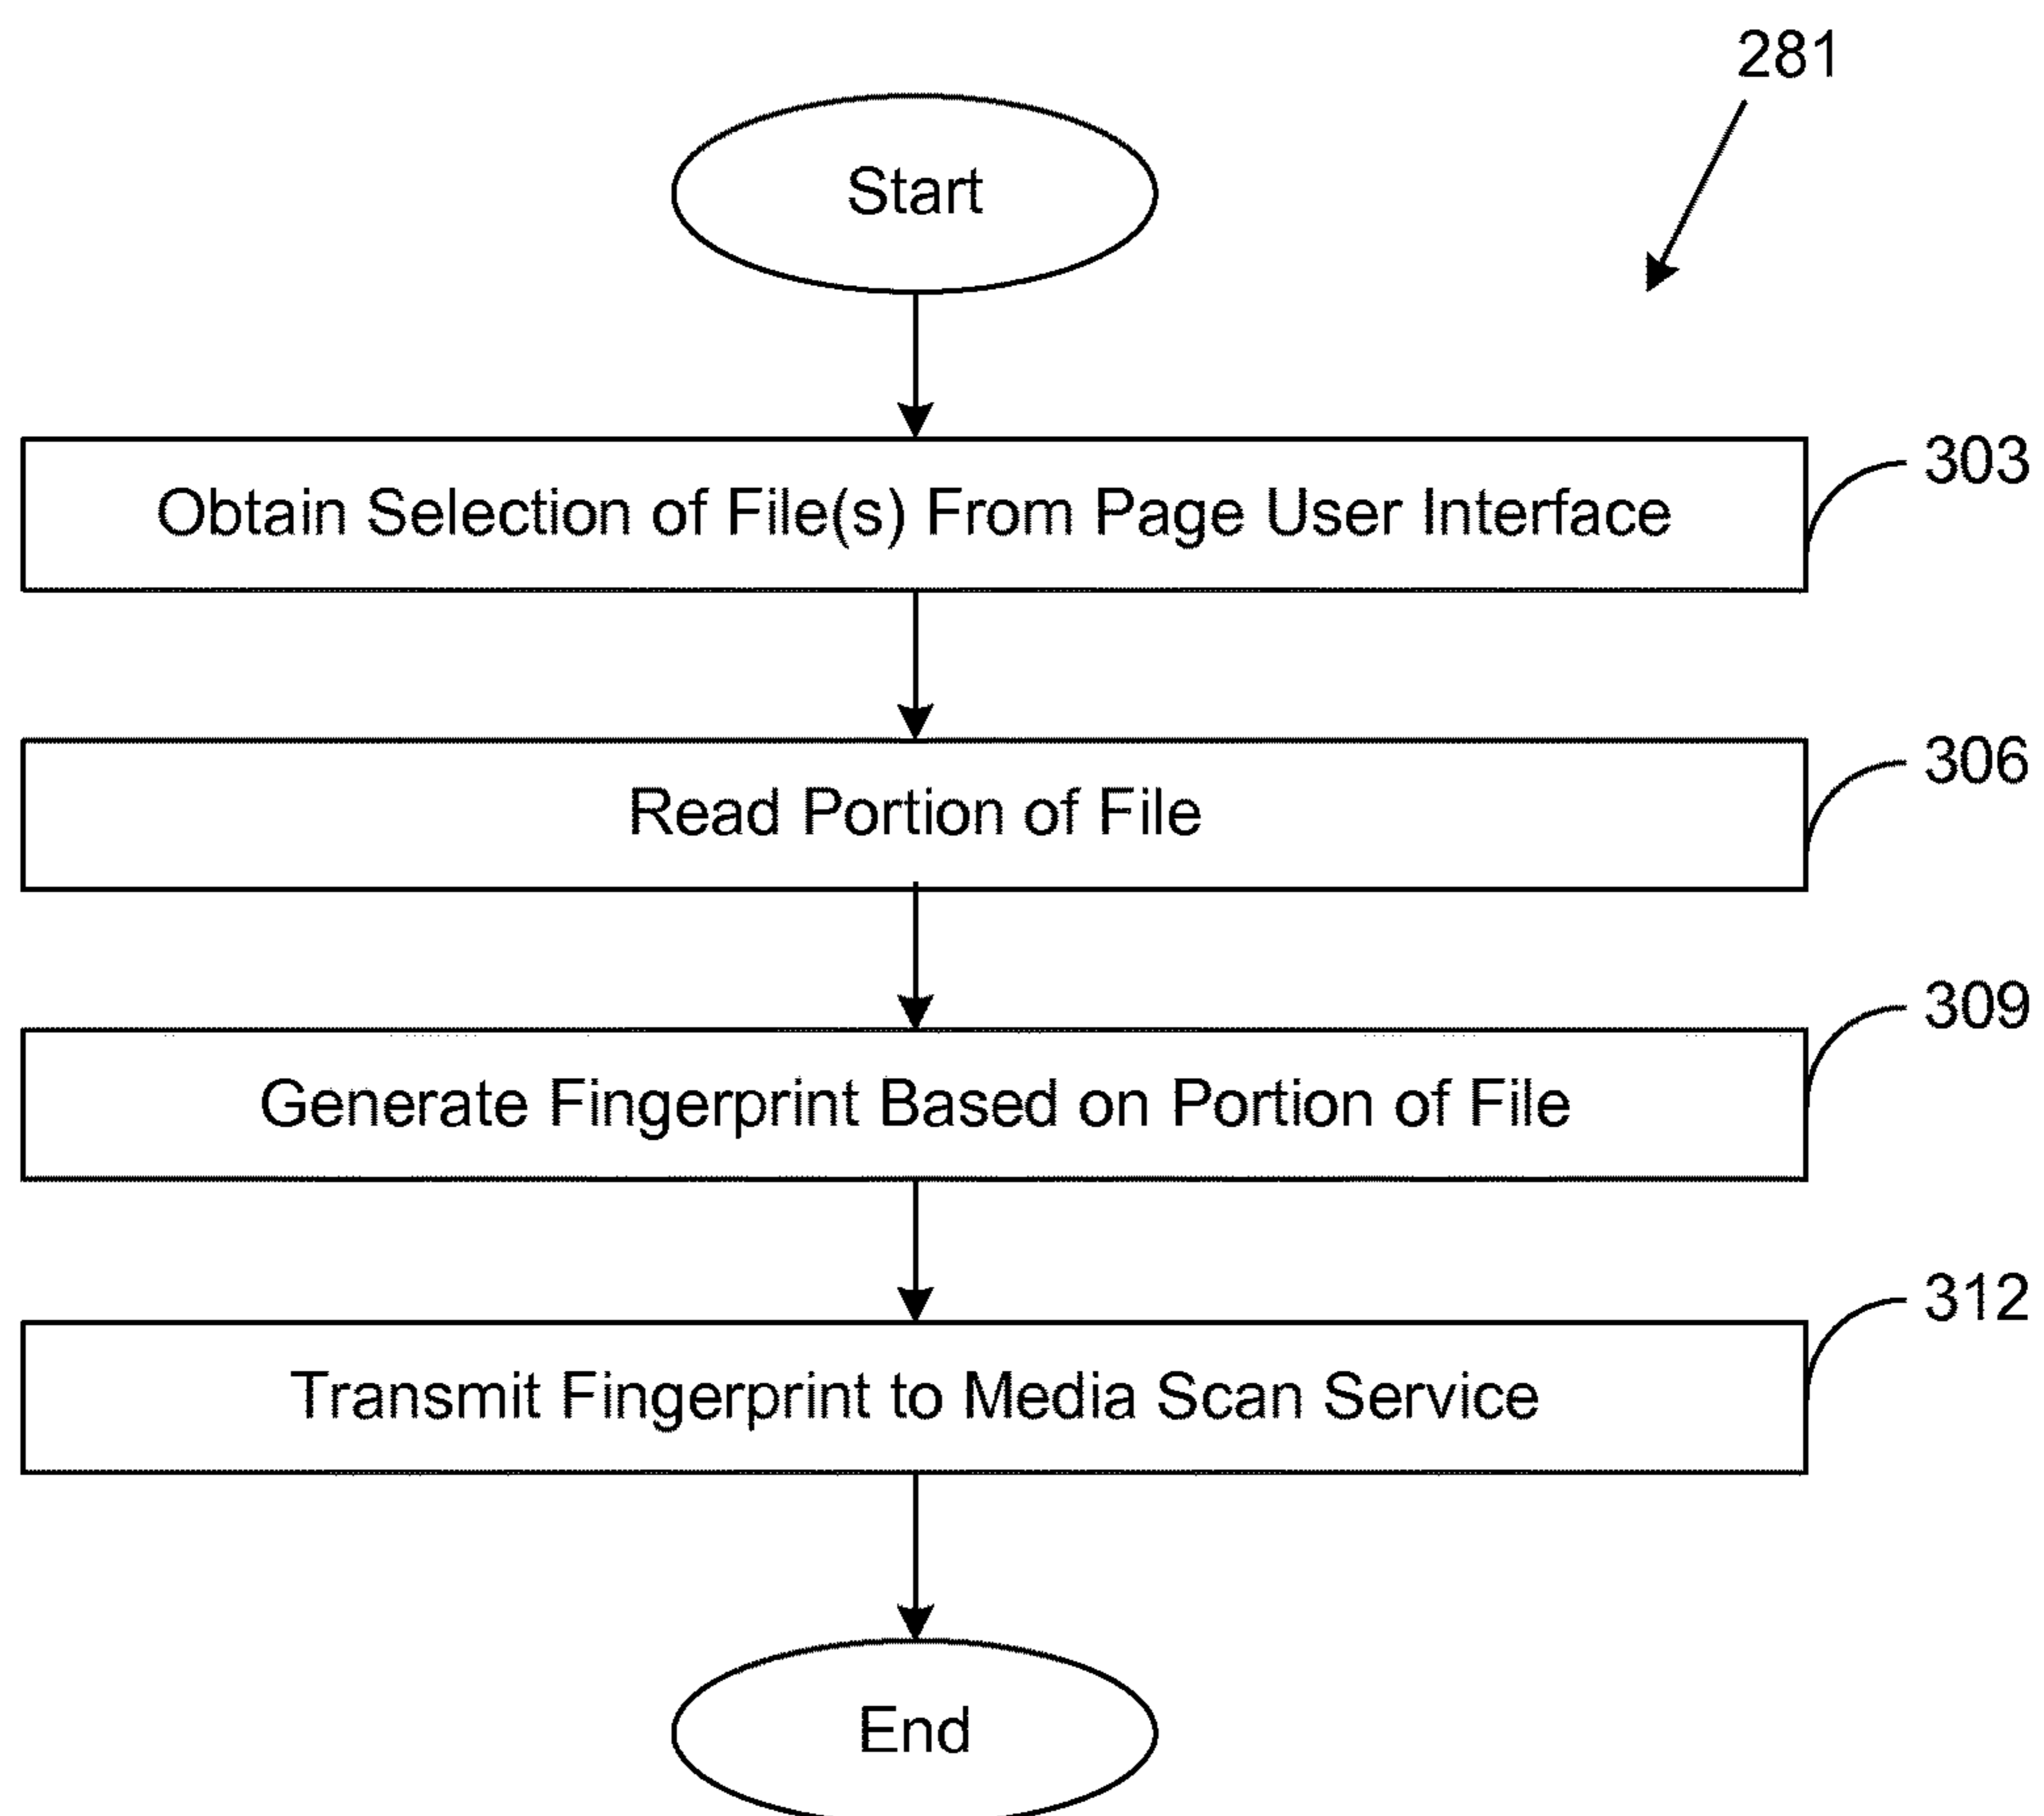 281
Start
Obtain Selection of File(s) From Page User Interface
303
Read Portion of File
306
Generate Fingerprint Based on Portion of File
309
Transmit Fingerprint to Media Scan Service
312
End